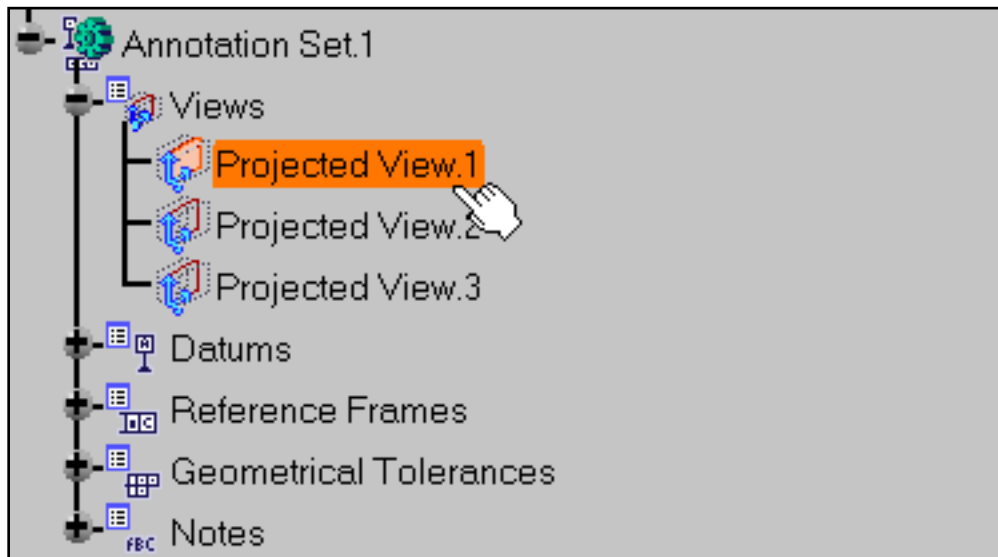 Annotation Set.1
Views
Projected View.1
Projected View.2
Projected View.3
Datums
Reference Frames
Geometrical Tolerances
Notes